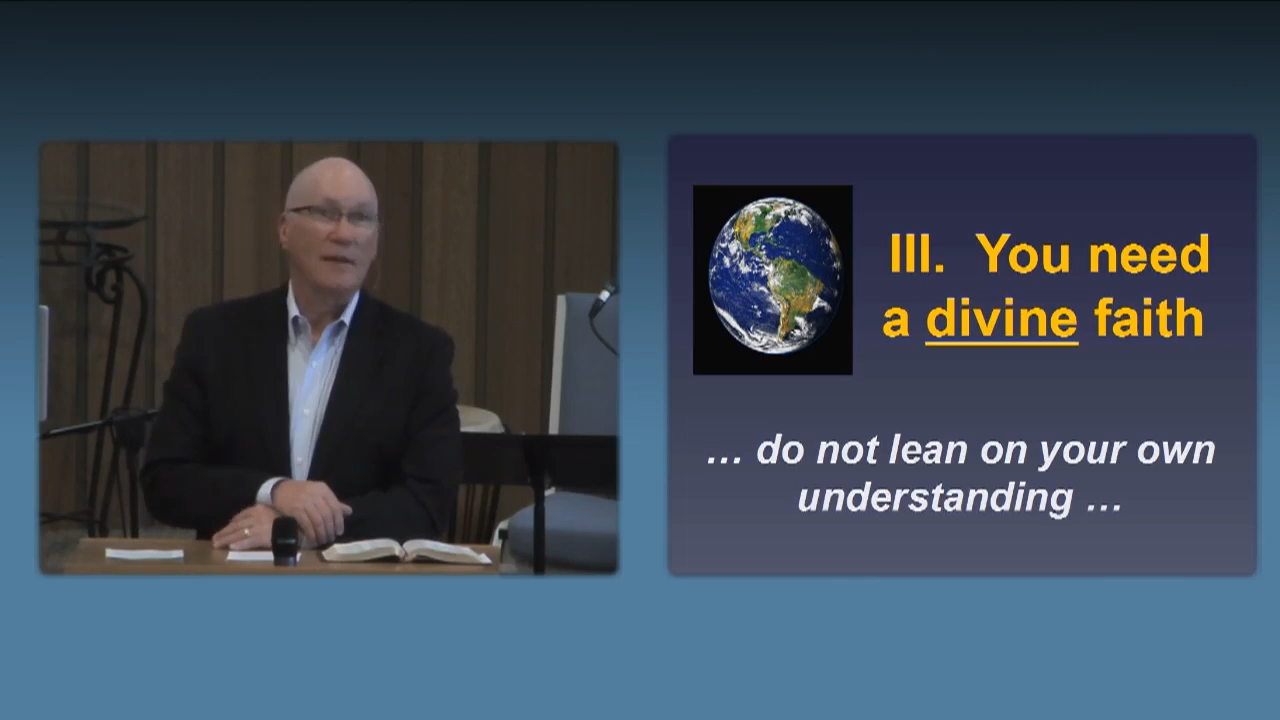 III. You need
a divine faith
... do not lean on your own
understanding ...